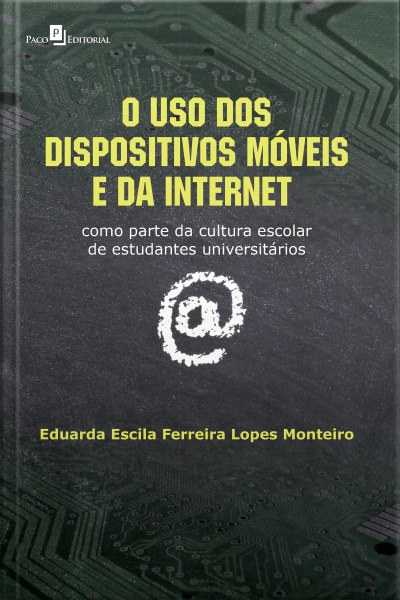 PACO EDITORIAL
O USO DOS
DISPOSITIVOS MÓVEIS
E DA INTERNET
como parte da cultura escolar
de estudantes universitários
@
Eduarda Escila Ferreira Lopes Monteiro